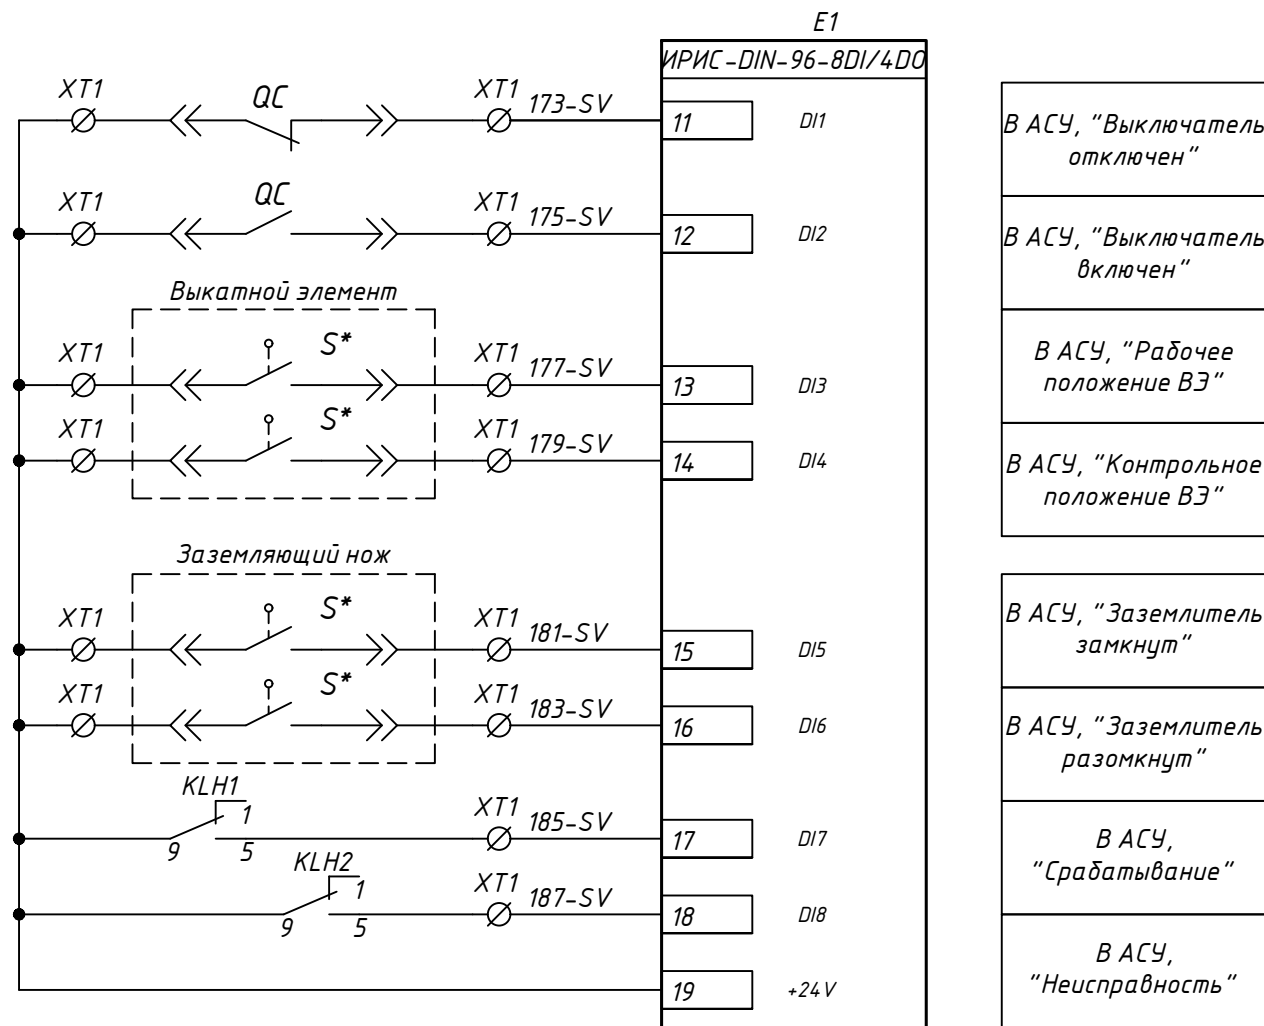 E1
ИРИС-DIN-96-8DI/4DO
XT1
QC
XT1
173-SV
11
DI1
В АСУ, "Выключатель
отключен"
XT1
QC
XT1
175-SV
12
DI2
В АСУ, "Выключатель
включен"
Выкатной элемент
XT1
S*
XT1
177-SV
13
DI3
В АСУ, "Рабочее
положение ВЭ"
XT1
S*
XT1
179-SV
14
DI4
В АСУ, "Контрольное
положение ВЭ"
Заземляющий нож
XT1
S*
XT1
181-SV
15
DI5
В АСУ, "Заземлитель
замкнут"
XT1
S*
XT1
183-SV
16
DI6
В АСУ, "Заземлитель
разомкнут"
KLH1
1
9
5
XT1
185-SV
17
DI7
В АСУ,
"Срабатывание"
KLH2
1
9
5
XT1
187-SV
18
DI8
В АСУ,
"Неисправность"
19
+24V